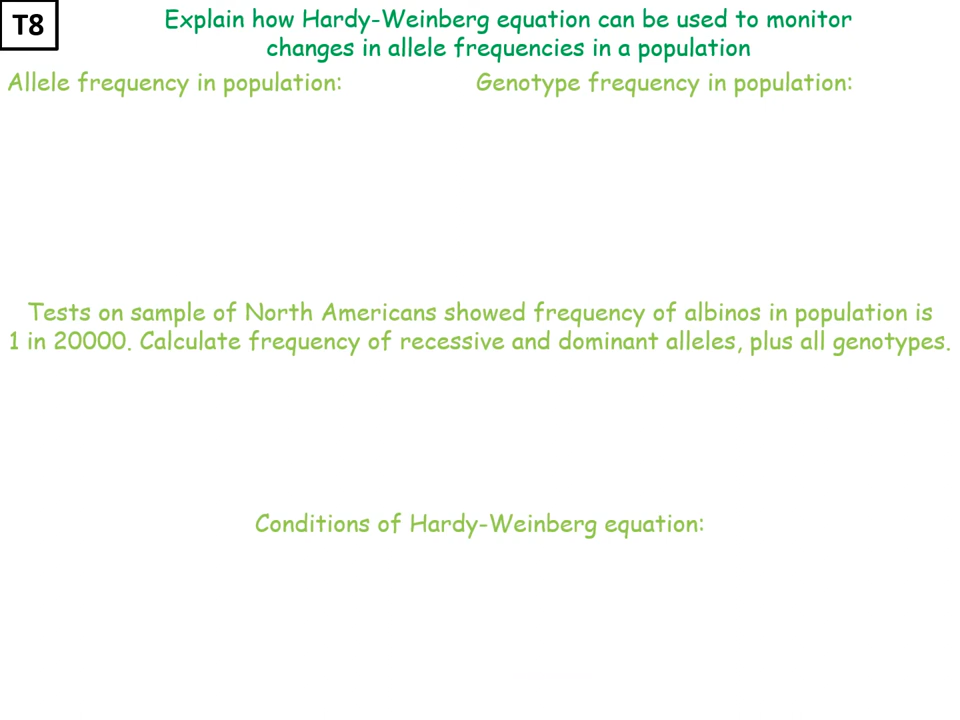 T8
Explain how Hardy-Weinberg equation can be used to monitor
changes in allele frequencies in a population
Allele frequency in population:
Genotype frequency in population:
Tests on sample of North Americans showed frequency of albinos in population is
1 in 20000. Calculate frequency of recessive and dominant alleles, plus all genotypes.
Conditions of Hardy-Weinberg equation: